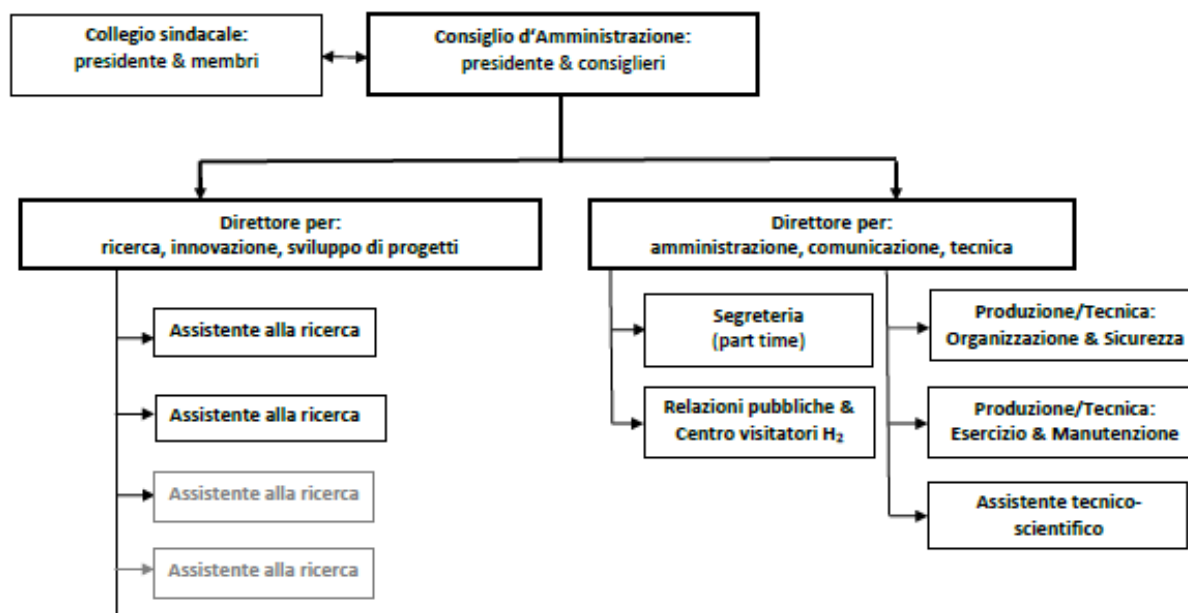 Collegio sindacale:
presidente & membri
Consiglio d’Amministrazione:
presidente & consiglieri
Direttore per:
ricerca, innovazione, sviluppo di progetti
Direttore per:
amministrazione, comunicazione, tecnica
Assistente alla ricerca
Assistente alla ricerca
Assistente alla ricerca
Assistente alla ricerca
Segreteria
(part time)
Relazioni pubbliche &
Centro visitatori H₂
Produzione/Tecnica:
Organizzazione & Sicurezza
Produzione/Tecnica:
Esercizio & Manutenzione
Assistente tecnico-
scientifico